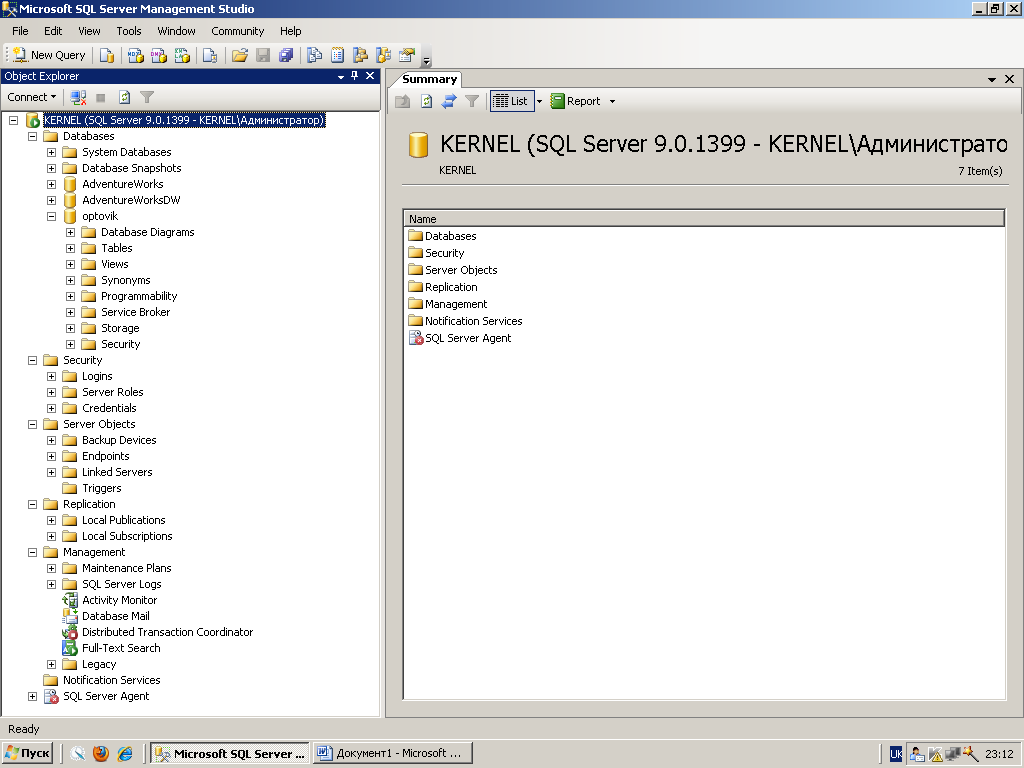 Microsoft SQL Server Management Studio
File Edit View Tools Window Community Help
New Query
Object Explorer
Connect
KERNEL (SQL Server 9.0.1399 - KERNEL\Администратор)
Databases
System Databases
Database Snapshots
AdventureWorks
AdventureWorksDW
optovik
Database Diagrams
Tables
Views
Synonyms
Programmability
Service Broker
Storage
Security
Security
Logins
Server Roles
Credentials
Server Objects
Backup Devices
Endpoints
Linked Servers
Triggers
Replication
Local Publications
Local Subscriptions
Management
Maintenance Plans
SQL Server Logs
Activity Monitor
Database Mail
Distributed Transaction Coordinator
Full-Text Search
Legacy
Notification Services
SQL Server Agent
Summary
List Report
KERNEL (SQL Server 9.0.1399 - KERNEL\Администрато
KERNEL 7 Item(s)
Name
Databases
Security
Server Objects
Replication
Management
Notification Services
SQL Server Agent
Ready
Пуск Microsoft SQL Server ... Документ1 - Microsoft ... UK 23:12